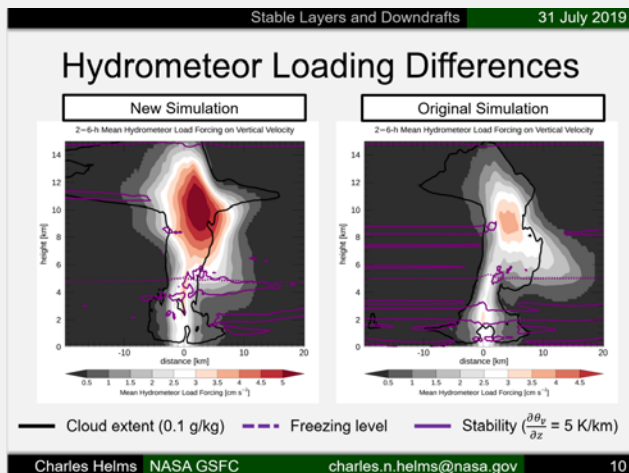 Stable Layers and Downdrafts 31 July 2019
Hydrometeor Loading Differences
New Simulation
Original Simulation
2−6-h Mean Hydrometeor Load Forcing on Vertical Velocity
2−6-h Mean Hydrometeor Load Forcing on Vertical Velocity
height [km]
14
12
10
8
6
4
2
0
-10 0 10 20
distance [km]
0.5 1 1.5 2 2.5 3 3.5 4 4.5 5
Mean Hydrometeor Load Forcing [cm s⁻¹]
height [km]
14
12
10
8
6
4
2
0
-10 0 10 20
distance [km]
0.5 1 1.5 2 2.5 3 3.5 4 4.5
Mean Hydrometeor Load Forcing [cm s⁻¹]
Cloud extent (0.1 g/kg) Freezing level Stability (∂θᵥ/∂z = 5 K/km)
Charles Helms NASA GSFC charles.n.helms@nasa.gov 10